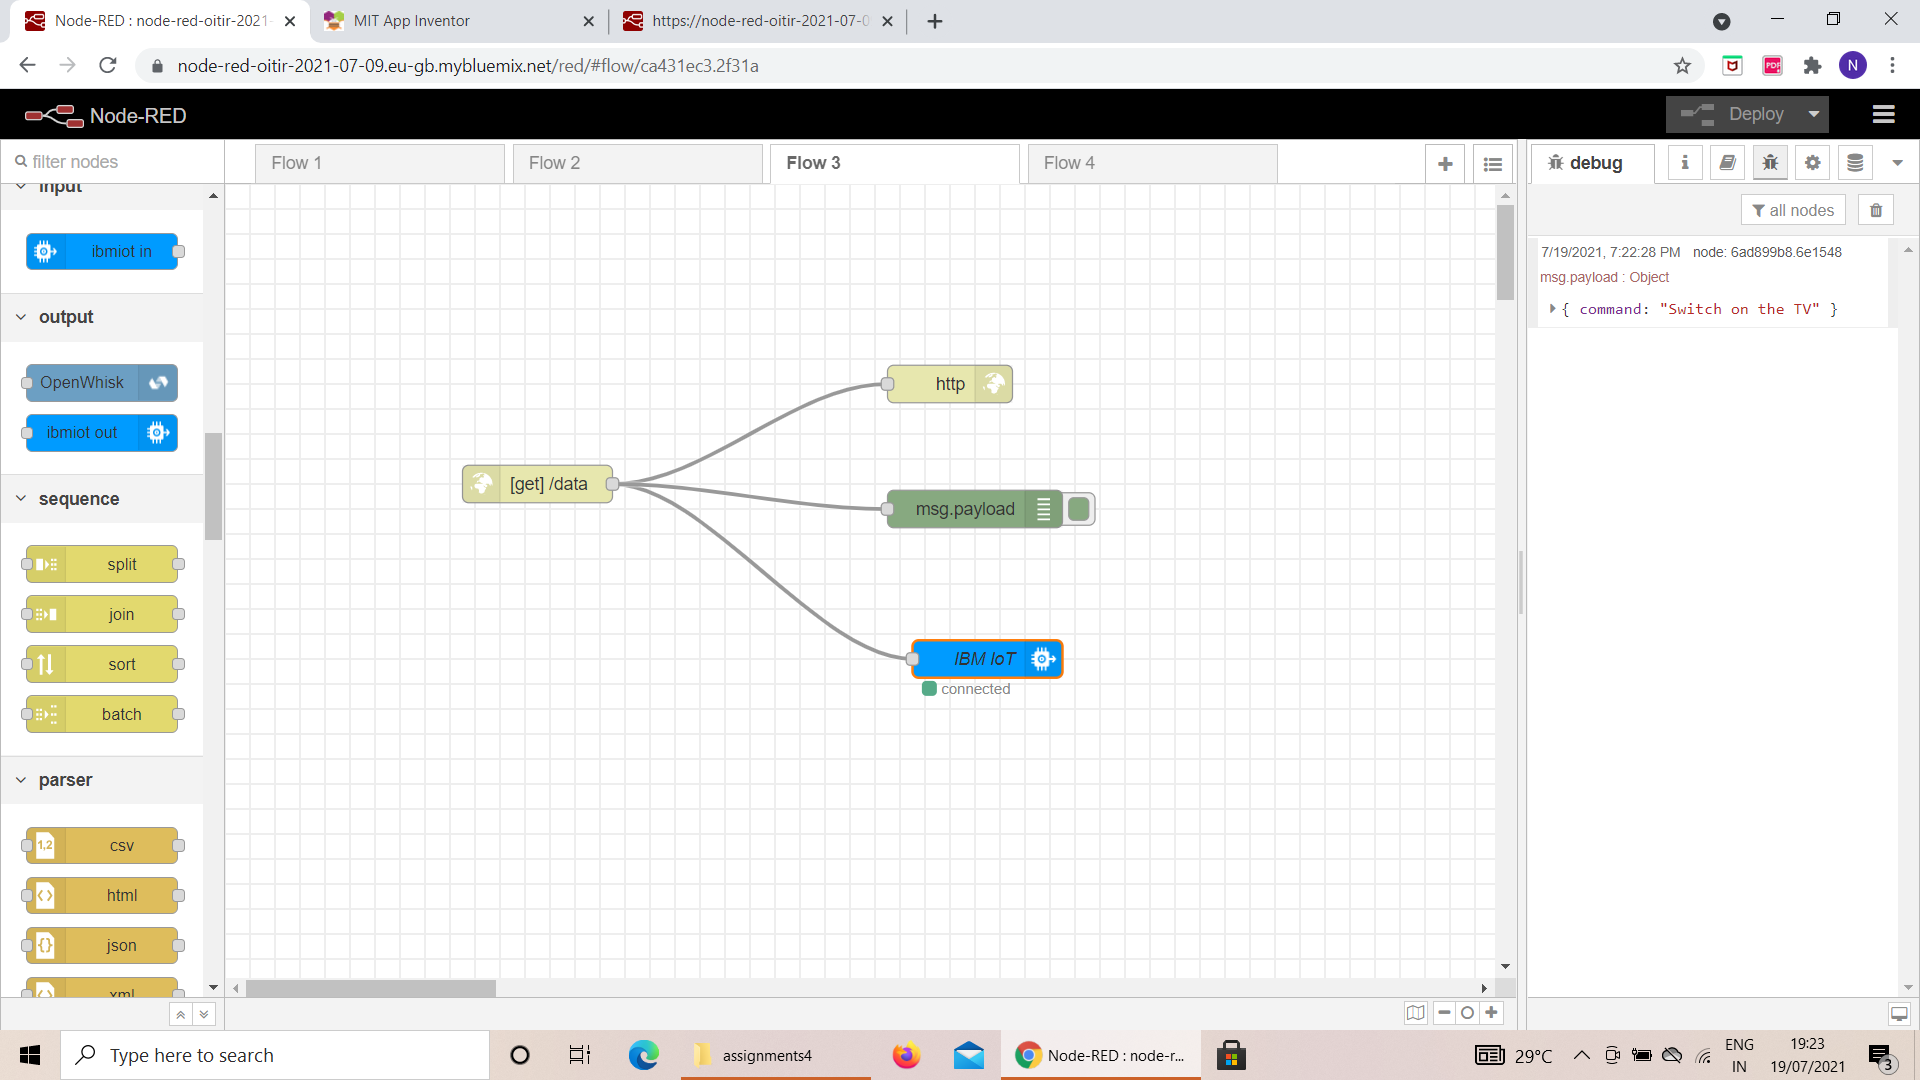 Node-RED : node-red-oitir-2021-
MIT App Inventor
https://node-red-oitir-2021-07-0
node-red-oitir-2021-07-09.eu-gb.mybluemix.net/red/#flow/ca431ec3.2f31a
PDF
N
Node-RED
Deploy
filter nodes
Flow 1
Flow 2
Flow 3
Flow 4
debug
i
all nodes
input
ibmiot in
output
OpenWhisk
ibmiot out
sequence
split
join
sort
batch
parser
1,2
csv
html
json
xml
http
[get] /data
msg.payload
IBM IoT
connected
7/19/2021, 7:22:28 PM node: 6ad899b8.6e1548
msg.payload : Object
{ command: "Switch on the TV" }
Type here to search
assignments4
Node-RED : node-r...
29°C
ENG
IN
19:23
19/07/2021
3